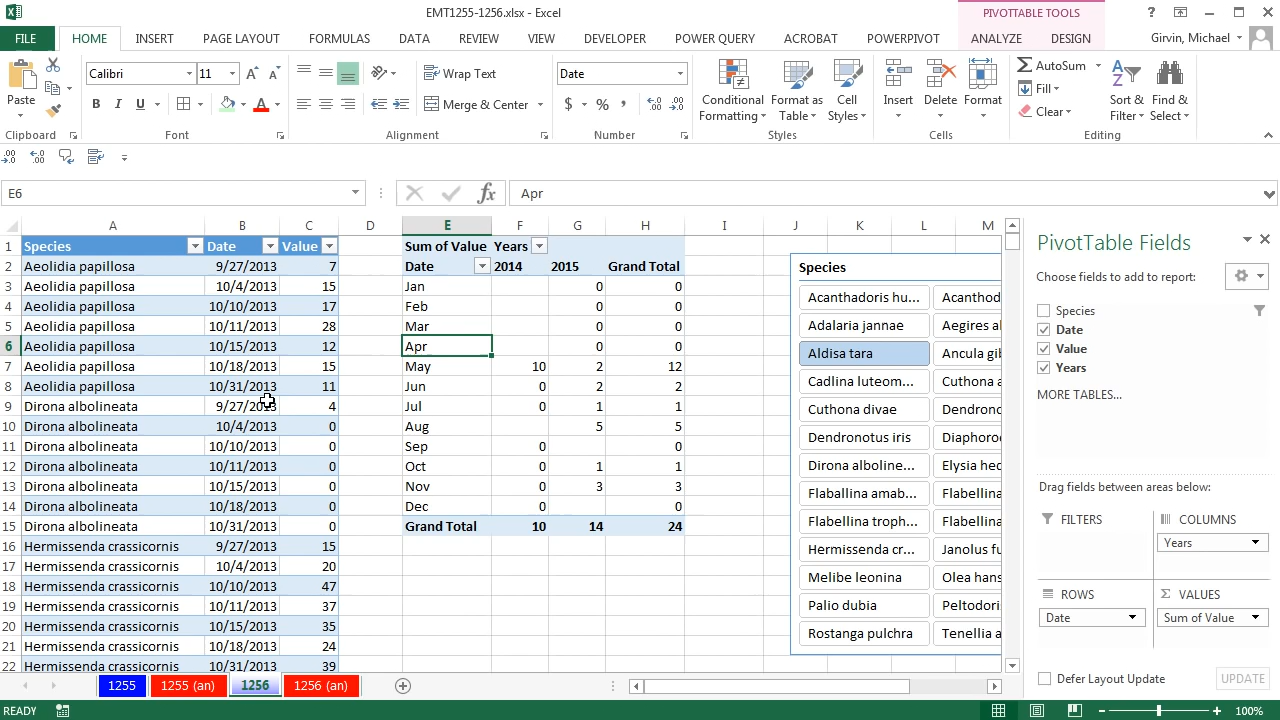 EMT1255-1256.xlsx - Excel
PIVOTTABLE TOOLS
FILE HOME INSERT PAGE LAYOUT FORMULAS DATA REVIEW VIEW DEVELOPER POWER QUERY ACROBAT POWERPIVOT ANALYZE DESIGN Girvin, Michael
Paste
Calibri 11
B I U
Wrap Text
Merge & Center
Date
$ % ,
Conditional Formatting
Format as Table
Cell Styles
Insert Delete Format
AutoSum
Fill
Clear
Sort & Filter
Find & Select
Clipboard Font Alignment Number Styles Cells Editing
E6 fx Apr
A B C D E F G H I J K L M
1 Species Date Value Sum of Value Years
2 Aeolidia papillosa 9/27/2013 7 Date 2014 2015 Grand Total
3 Aeolidia papillosa 10/4/2013 15 Jan 0 0
4 Aeolidia papillosa 10/10/2013 17 Feb 0 0
5 Aeolidia papillosa 10/11/2013 28 Mar 0 0
6 Aeolidia papillosa 10/15/2013 12 Apr 0 0
7 Aeolidia papillosa 10/18/2013 15 May 10 2 12
8 Aeolidia papillosa 10/31/2013 11 Jun 0 2 2
9 Dirona albolineata 9/27/2013 4 Jul 0 1 1
10 Dirona albolineata 10/4/2013 0 Aug 5 5
11 Dirona albolineata 10/10/2013 0 Sep 0 0
12 Dirona albolineata 10/11/2013 0 Oct 0 1 1
13 Dirona albolineata 10/15/2013 0 Nov 0 3 3
14 Dirona albolineata 10/18/2013 0 Dec 0 0
15 Dirona albolineata 10/31/2013 0 Grand Total 10 14 24
16 Hermissenda crassicornis 9/27/2013 15
17 Hermissenda crassicornis 10/4/2013 20
18 Hermissenda crassicornis 10/10/2013 47
19 Hermissenda crassicornis 10/11/2013 37
20 Hermissenda crassicornis 10/15/2013 35
21 Hermissenda crassicornis 10/18/2013 24
22 Hermissenda crassicornis 10/31/2013 39
Species
Acanthadoris hu... Acanthod
Adalaria jannae Aegires al
Aldisa tara Ancula gib
Cadlina luteom... Cuthona a
Cuthona divae Dendrono
Dendronotus iris Diaphoro
Dirona alboline... Elysia hed
Flaballina amab... Flabellina
Flabellina troph... Flabellina
Hermissenda cr... Janolus fu
Melibe leonina Olea hans
Palio dubia Peltodori
Rostanga pulchra Tenellia a
PivotTable Fields
Choose fields to add to report:
Species
Date
Value
Years
MORE TABLES...
Drag fields between areas below:
FILTERS COLUMNS
Years
ROWS Σ VALUES
Date Sum of Value
Defer Layout Update UPDATE
1255 1255 (an) 1256 1256 (an)
READY 100%